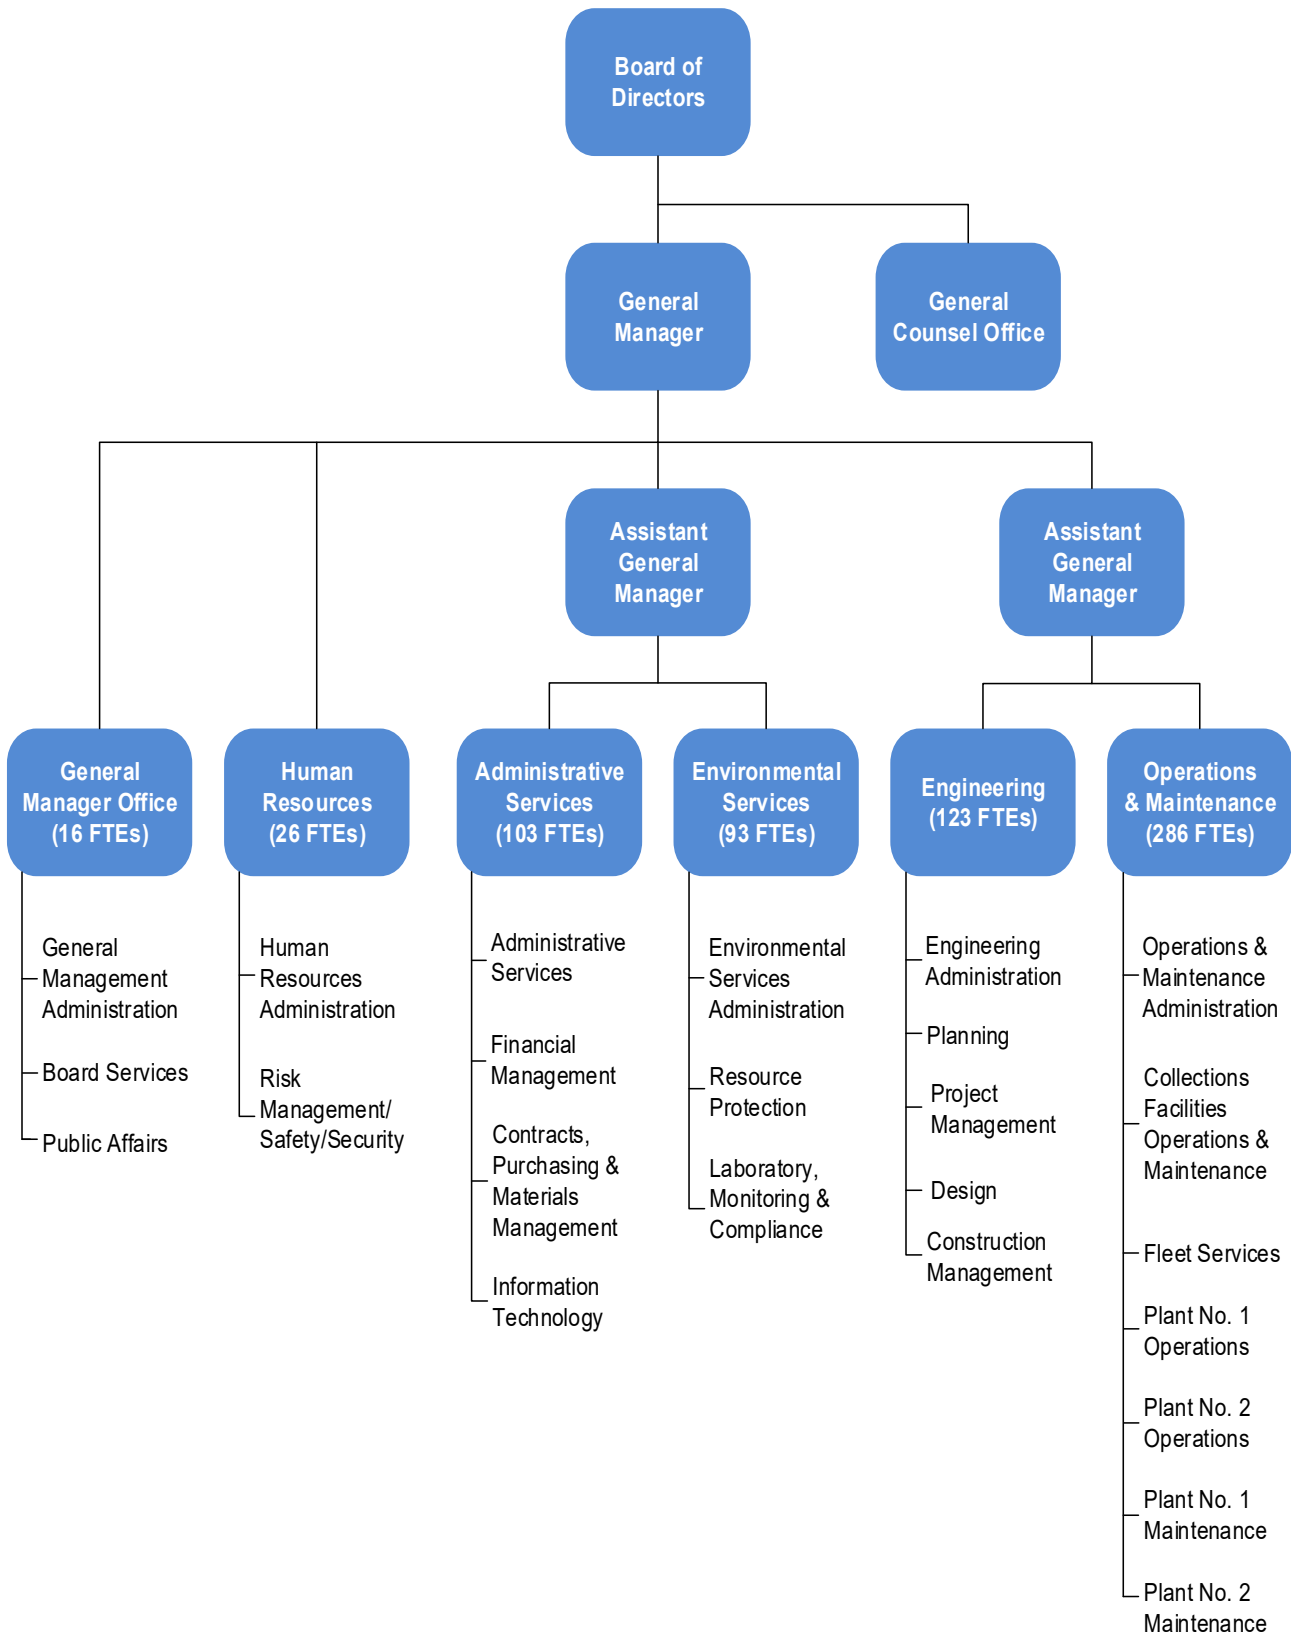 Board of
Directors
General
Manager
General
Counsel Office
Assistant
General
Manager
Assistant
General
Manager
General
Manager Office
(16 FTEs)
Human
Resources
(26 FTEs)
Administrative
Services
(103 FTEs)
Environmental
Services
(93 FTEs)
Engineering
(123 FTEs)
Operations
& Maintenance
(286 FTEs)
General
Management
Administration
Board Services
Public Affairs
Human
Resources
Administration
Risk
Management/
Safety/Security
Administrative
Services
Financial
Management
Contracts,
Purchasing &
Materials
Management
Information
Technology
Environmental
Services
Administration
Resource
Protection
Laboratory,
Monitoring &
Compliance
Engineering
Administration
Planning
Project
Management
Design
Construction
Management
Operations &
Maintenance
Administration
Collections
Facilities
Operations &
Maintenance
Fleet Services
Plant No. 1
Operations
Plant No. 2
Operations
Plant No. 1
Maintenance
Plant No. 2
Maintenance